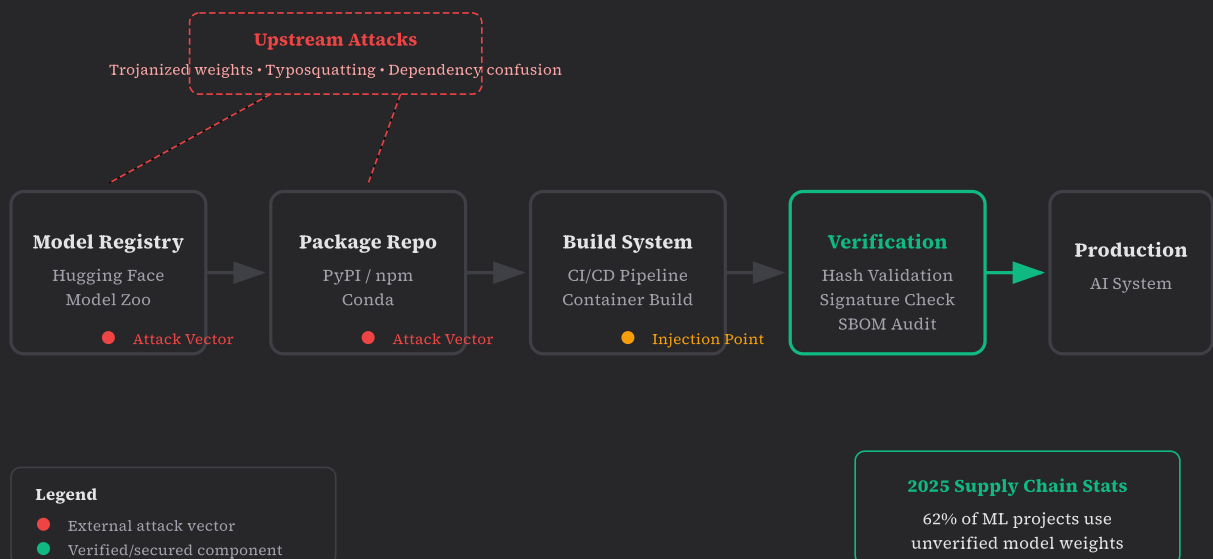 Upstream Attacks
Trojanized weights • Typosquatting • Dependency confusion
Model Registry
Hugging Face
Model Zoo
Attack Vector
Package Repo
PyPI / npm
Conda
Attack Vector
Build System
CI/CD Pipeline
Container Build
Injection Point
Verification
Hash Validation
Signature Check
SBOM Audit
Production
AI System
Legend
External attack vector
Verified/secured component
2025 Supply Chain Stats
62% of ML projects use
unverified model weights